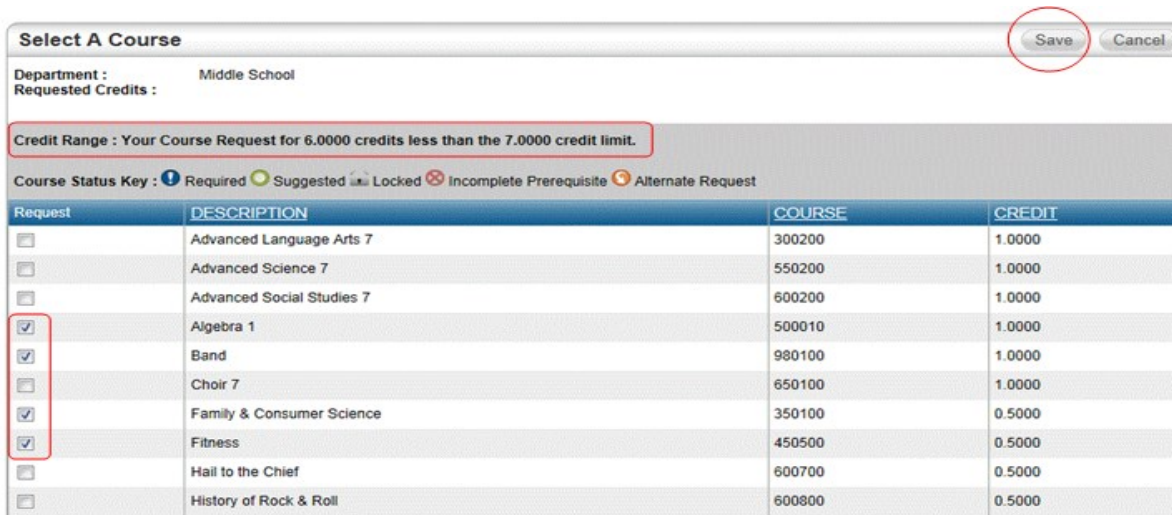 Select A Course Save Cancel
Department : Middle School
Requested Credits :
Credit Range : Your Course Request for 6.0000 credits less than the 7.0000 credit limit.
Course Status Key : Required Suggested Locked Incomplete Prerequisite Alternate Request
Request DESCRIPTION COURSE CREDIT
Advanced Language Arts 7 300200 1.0000
Advanced Science 7 550200 1.0000
Advanced Social Studies 7 600200 1.0000
Algebra 1 500010 1.0000
Band 980100 1.0000
Choir 7 650100 1.0000
Family & Consumer Science 350100 0.5000
Fitness 450500 0.5000
Hail to the Chief 600700 0.5000
History of Rock & Roll 600800 0.5000